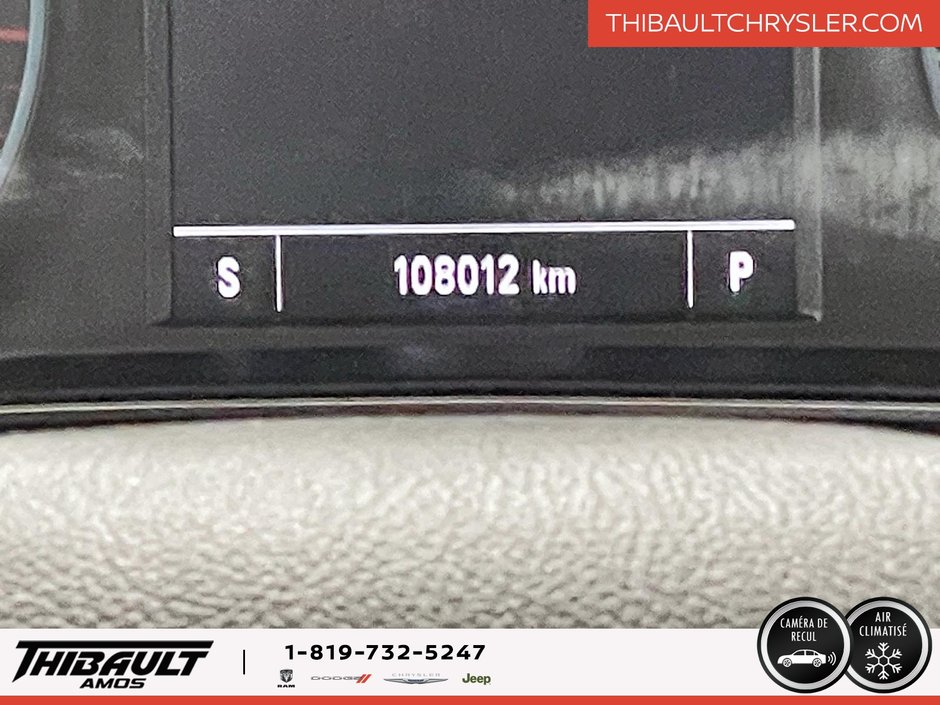 THIBAULTCHRYSLER.COM
S 108012 km P
CAMÉRA DE
RECUL
AIR
CLIMATISÉ
THIBAULT
AMOS
1-819-732-5247
RAM DODGE CHRYSLER Jeep